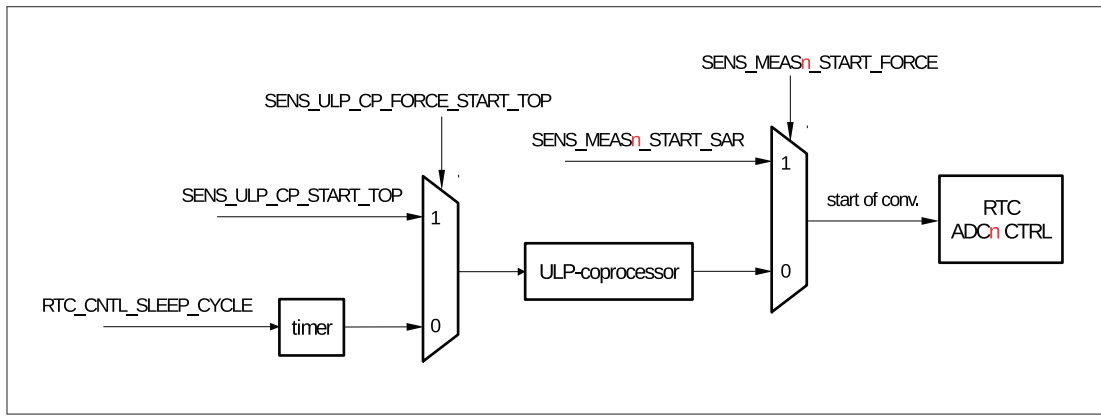 SENS_MEASn_START_FORCE
SENS_ULP_CP_FORCE_START_TOP
SENS_MEASn_START_SAR
1
SENS_ULP_CP_START_TOP
1
start of conv.
RTC
ADCn CTRL
ULP-coprocessor
0
RTC_CNTL_SLEEP_CYCLE
timer
0